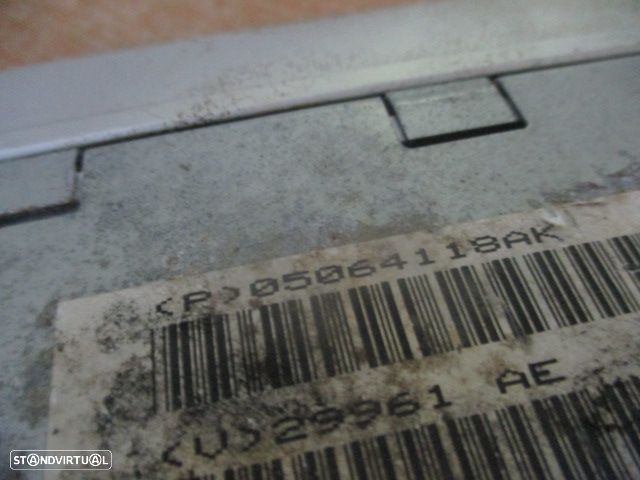 (P)05064118AK
(V)29961 AE
STANDVIRTUAL